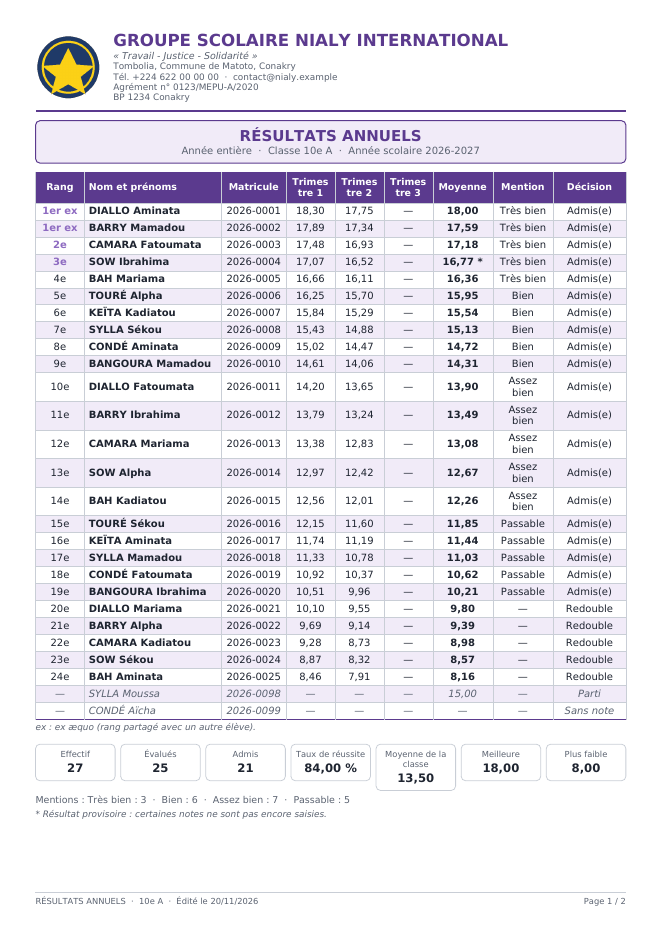 GROUPE SCOLAIRE NIALY INTERNATIONAL
« Travail - Justice - Solidarité »
Tombolia, Commune de Matoto, Conakry
Tél. +224 622 00 00 00 · contact@nialy.example
Agrément n° 0123/MEPU-A/2020
BP 1234 Conakry
RÉSULTATS ANNUELS
Année entière · Classe 10e A · Année scolaire 2026-2027
Rang Nom et prénoms Matricule Trimes tre 1 Trimes tre 2 Trimes tre 3 Moyenne Mention Décision
1er ex DIALLO Aminata 2026-0001 18,30 17,75 — 18,00 Très bien Admis(e)
1er ex BARRY Mamadou 2026-0002 17,89 17,34 — 17,59 Très bien Admis(e)
2e CAMARA Fatoumata 2026-0003 17,48 16,93 — 17,18 Très bien Admis(e)
3e SOW Ibrahima 2026-0004 17,07 16,52 — 16,77 * Très bien Admis(e)
4e BAH Mariama 2026-0005 16,66 16,11 — 16,36 Très bien Admis(e)
5e TOURÉ Alpha 2026-0006 16,25 15,70 — 15,95 Bien Admis(e)
6e KEÏTA Kadiatou 2026-0007 15,84 15,29 — 15,54 Bien Admis(e)
7e SYLLA Sékou 2026-0008 15,43 14,88 — 15,13 Bien Admis(e)
8e CONDÉ Aminata 2026-0009 15,02 14,47 — 14,72 Bien Admis(e)
9e BANGOURA Mamadou 2026-0010 14,61 14,06 — 14,31 Bien Admis(e)
10e DIALLO Fatoumata 2026-0011 14,20 13,65 — 13,90 Assez bien Admis(e)
11e BARRY Ibrahima 2026-0012 13,79 13,24 — 13,49 Assez bien Admis(e)
12e CAMARA Mariama 2026-0013 13,38 12,83 — 13,08 Assez bien Admis(e)
13e SOW Alpha 2026-0014 12,97 12,42 — 12,67 Assez bien Admis(e)
14e BAH Kadiatou 2026-0015 12,56 12,01 — 12,26 Assez bien Admis(e)
15e TOURÉ Sékou 2026-0016 12,15 11,60 — 11,85 Passable Admis(e)
16e KEÏTA Aminata 2026-0017 11,74 11,19 — 11,44 Passable Admis(e)
17e SYLLA Mamadou 2026-0018 11,33 10,78 — 11,03 Passable Admis(e)
18e CONDÉ Fatoumata 2026-0019 10,92 10,37 — 10,62 Passable Admis(e)
19e BANGOURA Ibrahima 2026-0020 10,51 9,96 — 10,21 Passable Admis(e)
20e DIALLO Mariama 2026-0021 10,10 9,55 — 9,80 — Redouble
21e BARRY Alpha 2026-0022 9,69 9,14 — 9,39 — Redouble
22e CAMARA Kadiatou 2026-0023 9,28 8,73 — 8,98 — Redouble
23e SOW Sékou 2026-0024 8,87 8,32 — 8,57 — Redouble
24e BAH Aminata 2026-0025 8,46 7,91 — 8,16 — Redouble
— SYLLA Moussa 2026-0098 — — — 15,00 — Parti
— CONDÉ Aïcha 2026-0099 — — — — — Sans note
ex : ex æquo (rang partagé avec un autre élève).
Effectif Évalués Admis Taux de réussite Moyenne de la classe Meilleure Plus faible
27 25 21 84,00 % 13,50 18,00 8,00
Mentions : Très bien : 3 · Bien : 6 · Assez bien : 7 · Passable : 5
* Résultat provisoire : certaines notes ne sont pas encore saisies.
RÉSULTATS ANNUELS · 10e A · Édité le 20/11/2026 Page 1 / 2